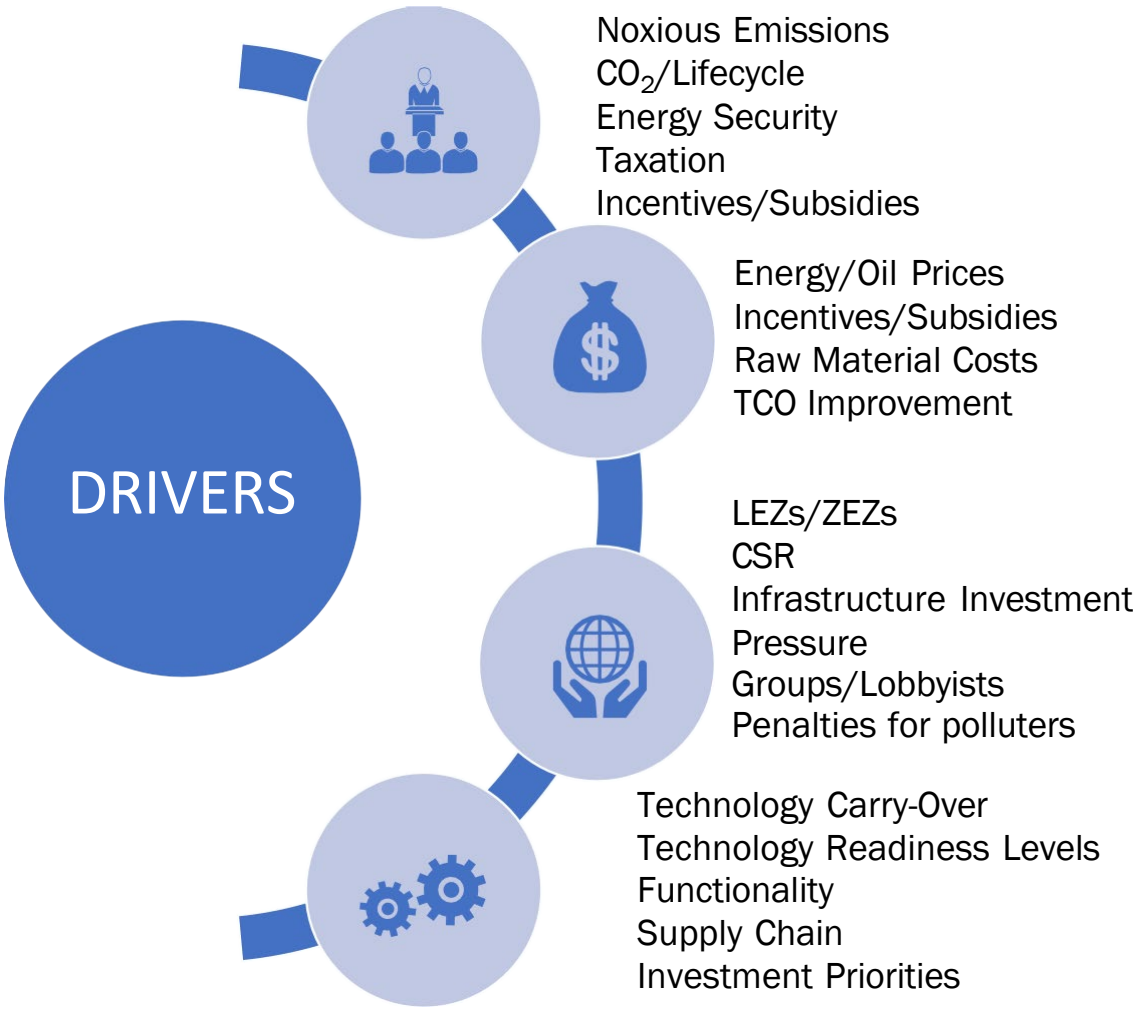 Noxious Emissions
CO₂/Lifecycle
Energy Security
Taxation
Incentives/Subsidies
Energy/Oil Prices
Incentives/Subsidies
Raw Material Costs
TCO Improvement
DRIVERS
LEZs/ZEZs
CSR
Infrastructure Investment
Pressure
Groups/Lobbyists
Penalties for polluters
Technology Carry-Over
Technology Readiness Levels
Functionality
Supply Chain
Investment Priorities